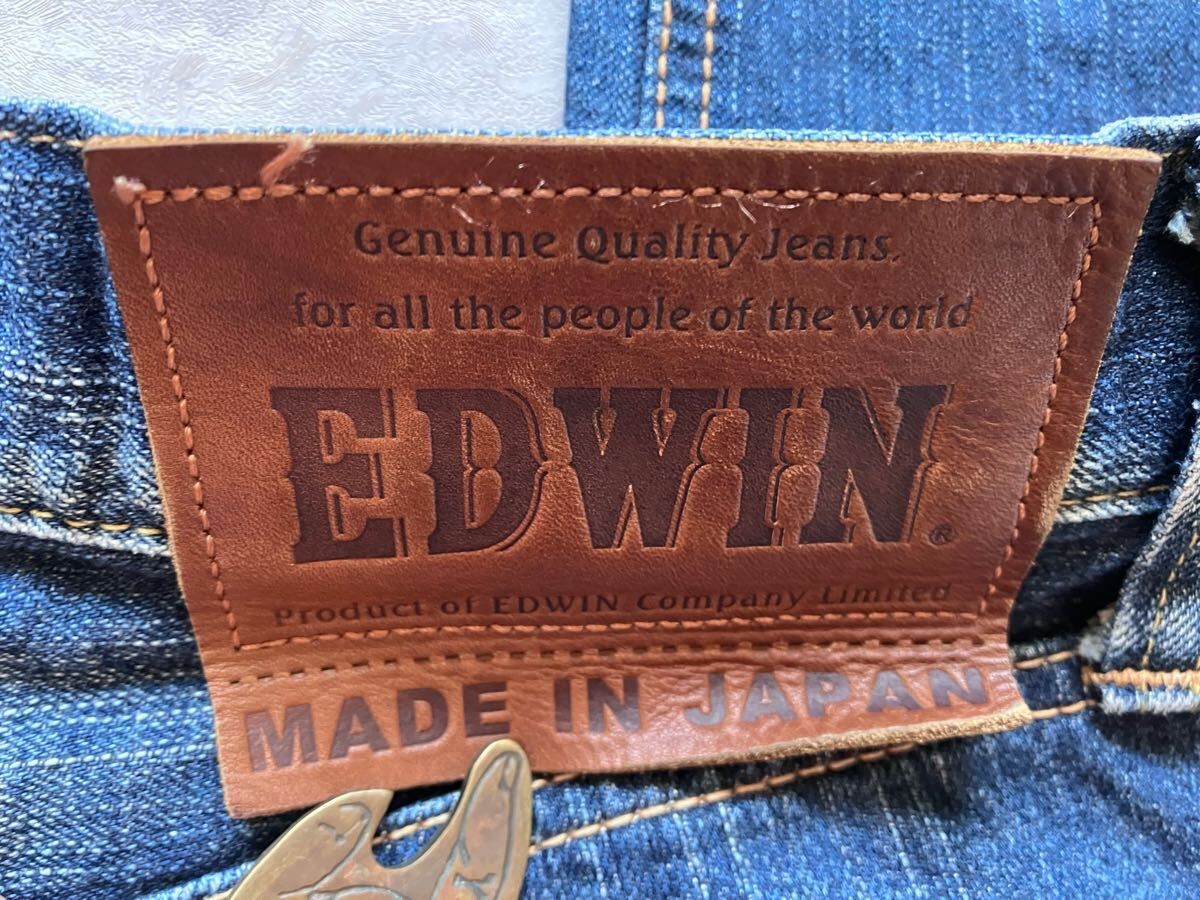 Genuine Quality Jeans,
for all the people of the world
EDWIN®
Product of EDWIN Company Limited
MADE IN JAPAN